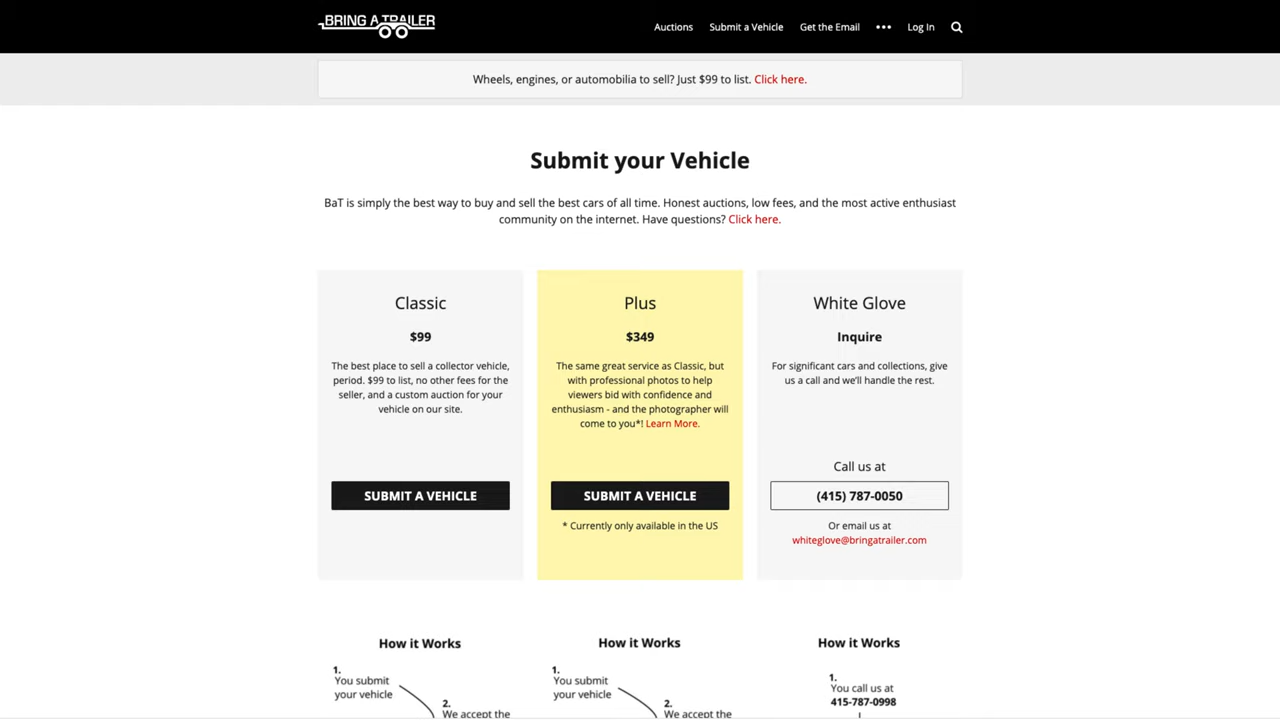 BRING A TRAILER
Auctions
Submit a Vehicle
Get the Email
Log In
Wheels, engines, or automobilia to sell? Just $99 to list. Click here.
Submit your Vehicle
BaT is simply the best way to buy and sell the best cars of all time. Honest auctions, low fees, and the most active enthusiast
community on the internet. Have questions? Click here.
Classic
$99
The best place to sell a collector vehicle,
period. $99 to list, no other fees for the
seller, and a custom auction for your
vehicle on our site.
SUBMIT A VEHICLE
Plus
$349
The same great service as Classic, but
with professional photos to help
viewers bid with confidence and
enthusiasm - and the photographer will
come to you*! Learn More.
SUBMIT A VEHICLE
* Currently only available in the US
White Glove
Inquire
For significant cars and collections, give
us a call and we'll handle the rest.
Call us at
(415) 787-0050
Or email us at
whiteglove@bringatrailer.com
How it Works
1.
You submit
your vehicle
2.
We accept the
How it Works
1.
You submit
your vehicle
2.
We accept the
How it Works
1.
You call us at
415-787-0998